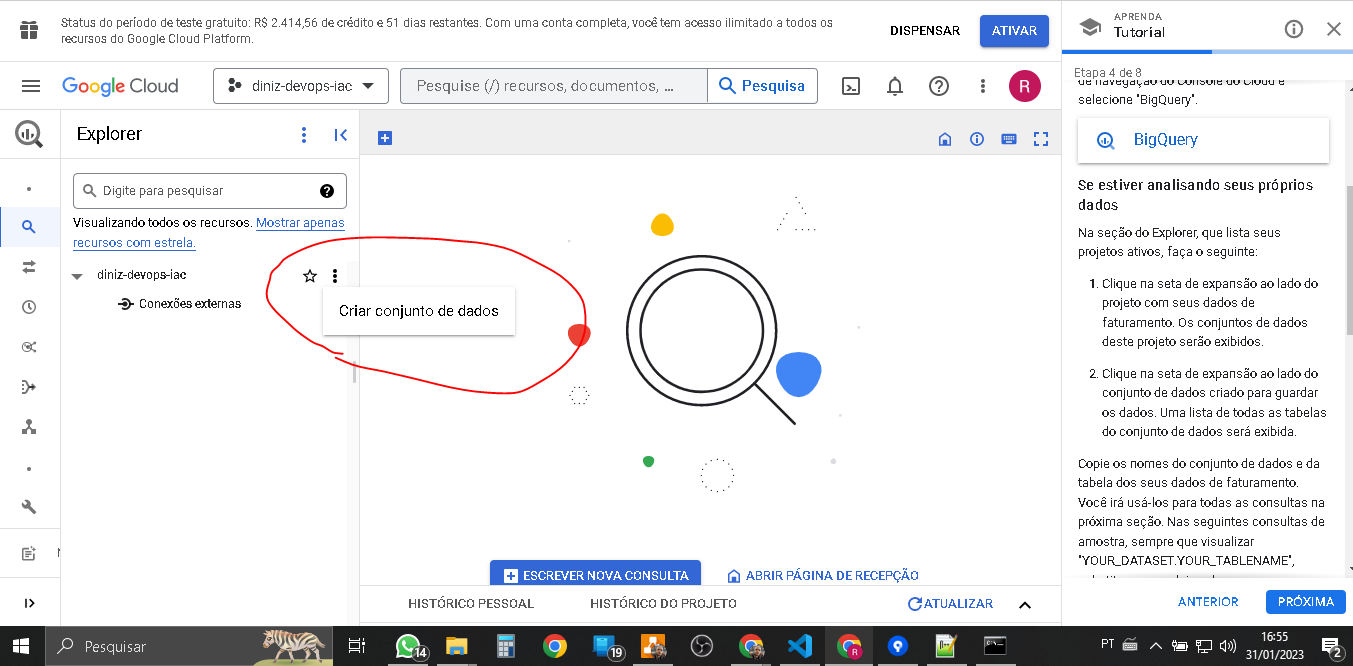 Status do período de teste gratuito: R$ 2.414,56 de crédito e 51 dias restantes. Com uma conta completa, você tem acesso ilimitado a todos os
recursos do Google Cloud Platform.
DISPENSAR
ATIVAR
APRENDA
Tutorial
Google Cloud
diniz-devops-iac
Pesquise (/) recursos, documentos, ...
Pesquisa
R
Etapa 4 de 8
de navegação do Console do Cloud e
selecione "BigQuery".
BigQuery
Explorer
Digite para pesquisar
Visualizando todos os recursos. Mostrar apenas
recursos com estrela.
diniz-devops-iac
Conexões externas
Criar conjunto de dados
Se estiver analisando seus próprios
dados
Na seção do Explorer, que lista seus
projetos ativos, faça o seguinte:
1. Clique na seta de expansão ao lado do
projeto com seus dados de
faturamento. Os conjuntos de dados
deste projeto serão exibidos.
2. Clique na seta de expansão ao lado do
conjunto de dados criado para guardar
os dados. Uma lista de todas as tabelas
do conjunto de dados será exibida.
Copie os nomes do conjunto de dados e da
tabela dos seus dados de faturamento.
Você irá usá-los para todas as consultas na
próxima seção. Nas seguintes consultas de
amostra, sempre que visualizar
"YOUR_DATASET.YOUR_TABLENAME",
ESCREVER NOVA CONSULTA
ABRIR PÁGINA DE RECEPÇÃO
HISTÓRICO PESSOAL
HISTÓRICO DO PROJETO
ATUALIZAR
ANTERIOR
PRÓXIMA
Pesquisar
14
19
R
PT
16:55
31/01/2023
2